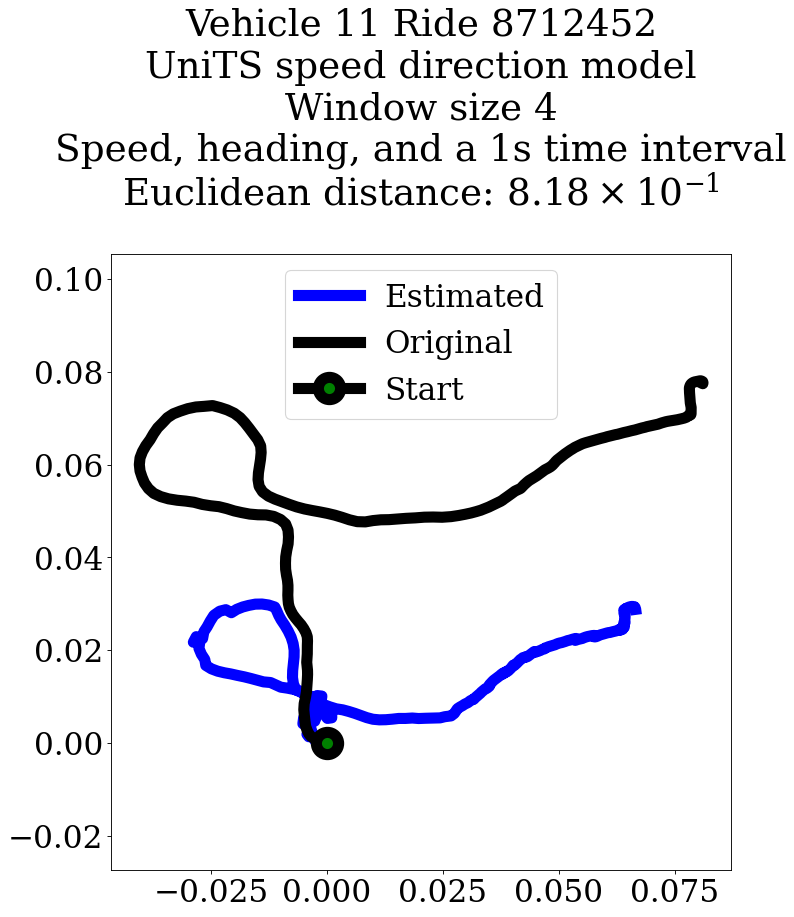 Vehicle 11 Ride 8712452
UniTS speed direction model
Window size 4
Speed, heading, and a 1s time interval
Euclidean distance: 8.18 × 10⁻¹
Estimated
Original
Start
0.10
0.08
0.06
0.04
0.02
0.00
−0.02
−0.025 0.000 0.025 0.050 0.075